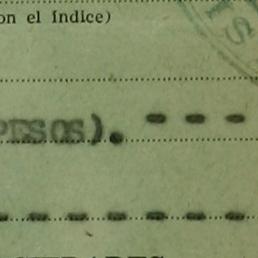 on el índice)
PESOS). - - -
- - - - - - -